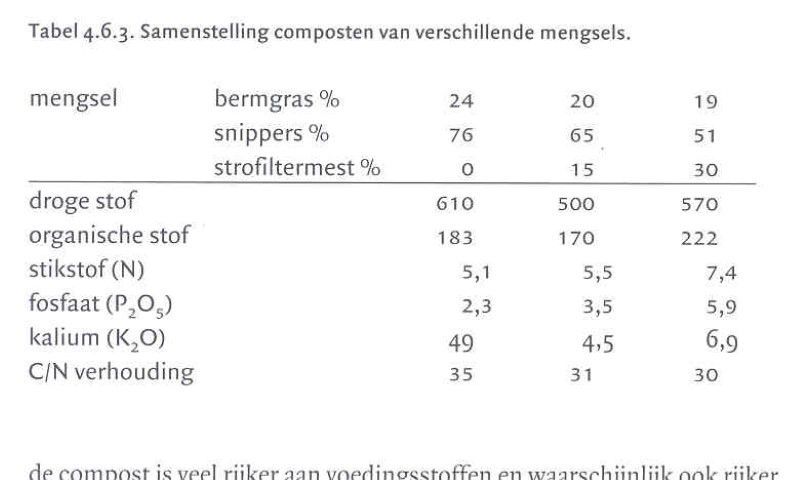 Tabel 4.6.3. Samenstelling composten van verschillende mengsels.
mengsel bermgras % 24 20 19
snippers % 76 65 51
strofiltermest % 0 15 30
droge stof 610 500 570
organische stof 183 170 222
stikstof (N) 5,1 5,5 7,4
fosfaat (P₂O₅) 2,3 3,5 5,9
kalium (K₂O) 49 4,5 6,9
C/N verhouding 35 31 30
de compost is veel rijker aan voedingsstoffen en waarschijnlijk ook rijker